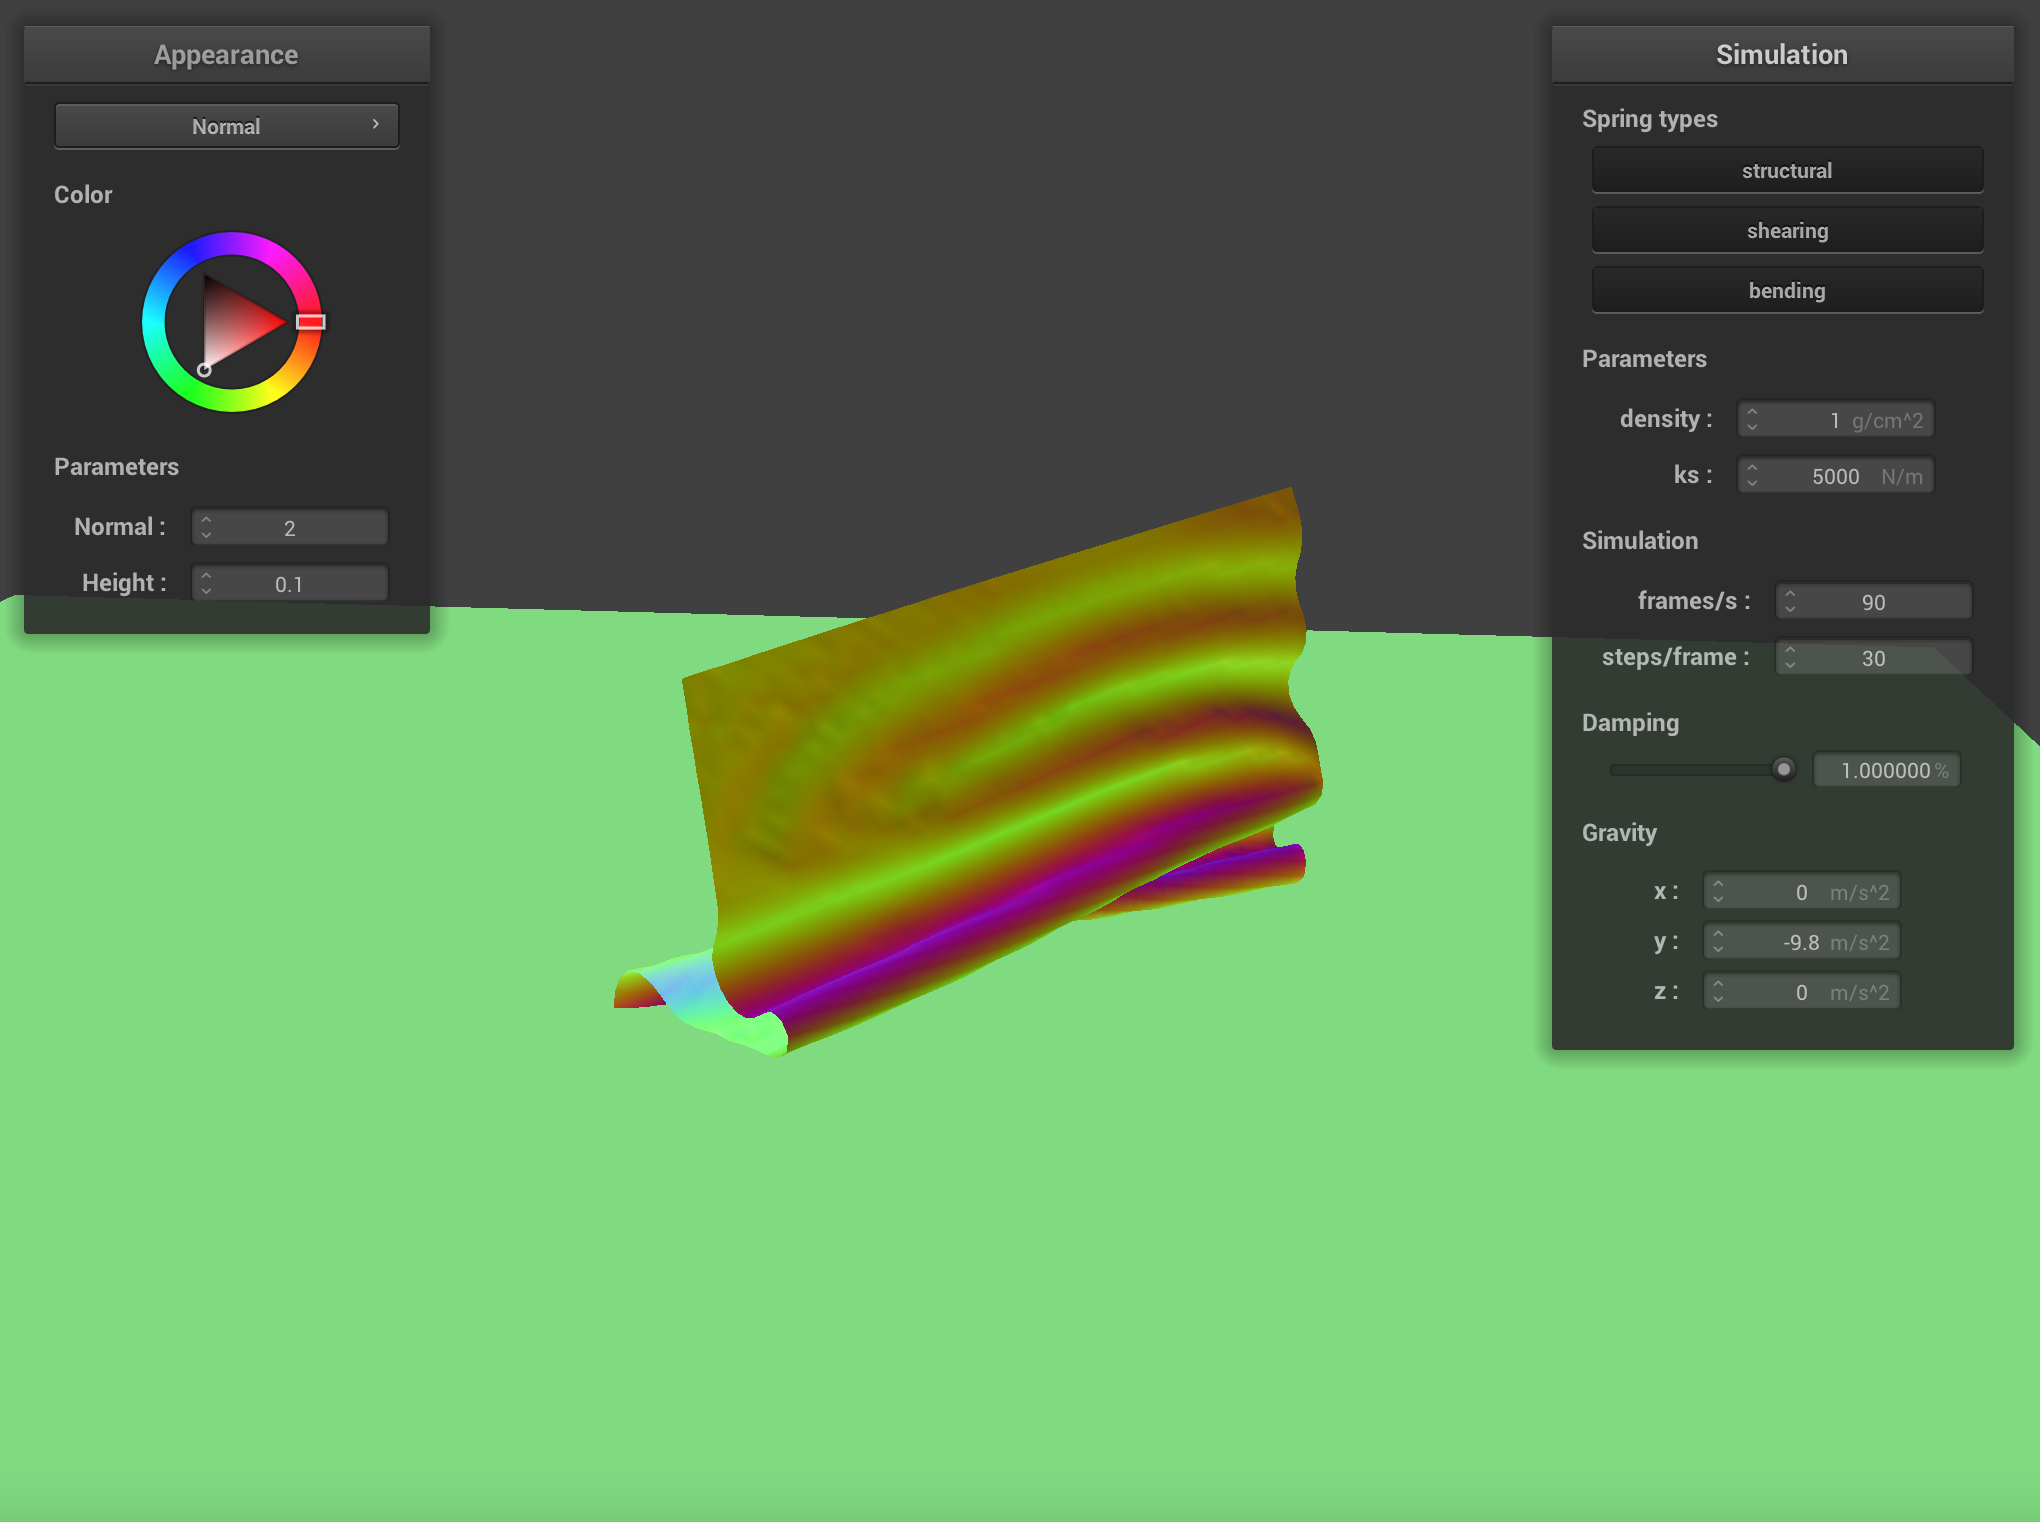 Appearance
Normal
Color
Parameters
Normal : 2
Height : 0.1
Simulation
Spring types
structural
shearing
bending
Parameters
density : 1 g/cm^2
ks : 5000 N/m
Simulation
frames/s : 90
steps/frame : 30
Damping
1.000000 %
Gravity
x : 0 m/s^2
y : -9.8 m/s^2
z : 0 m/s^2